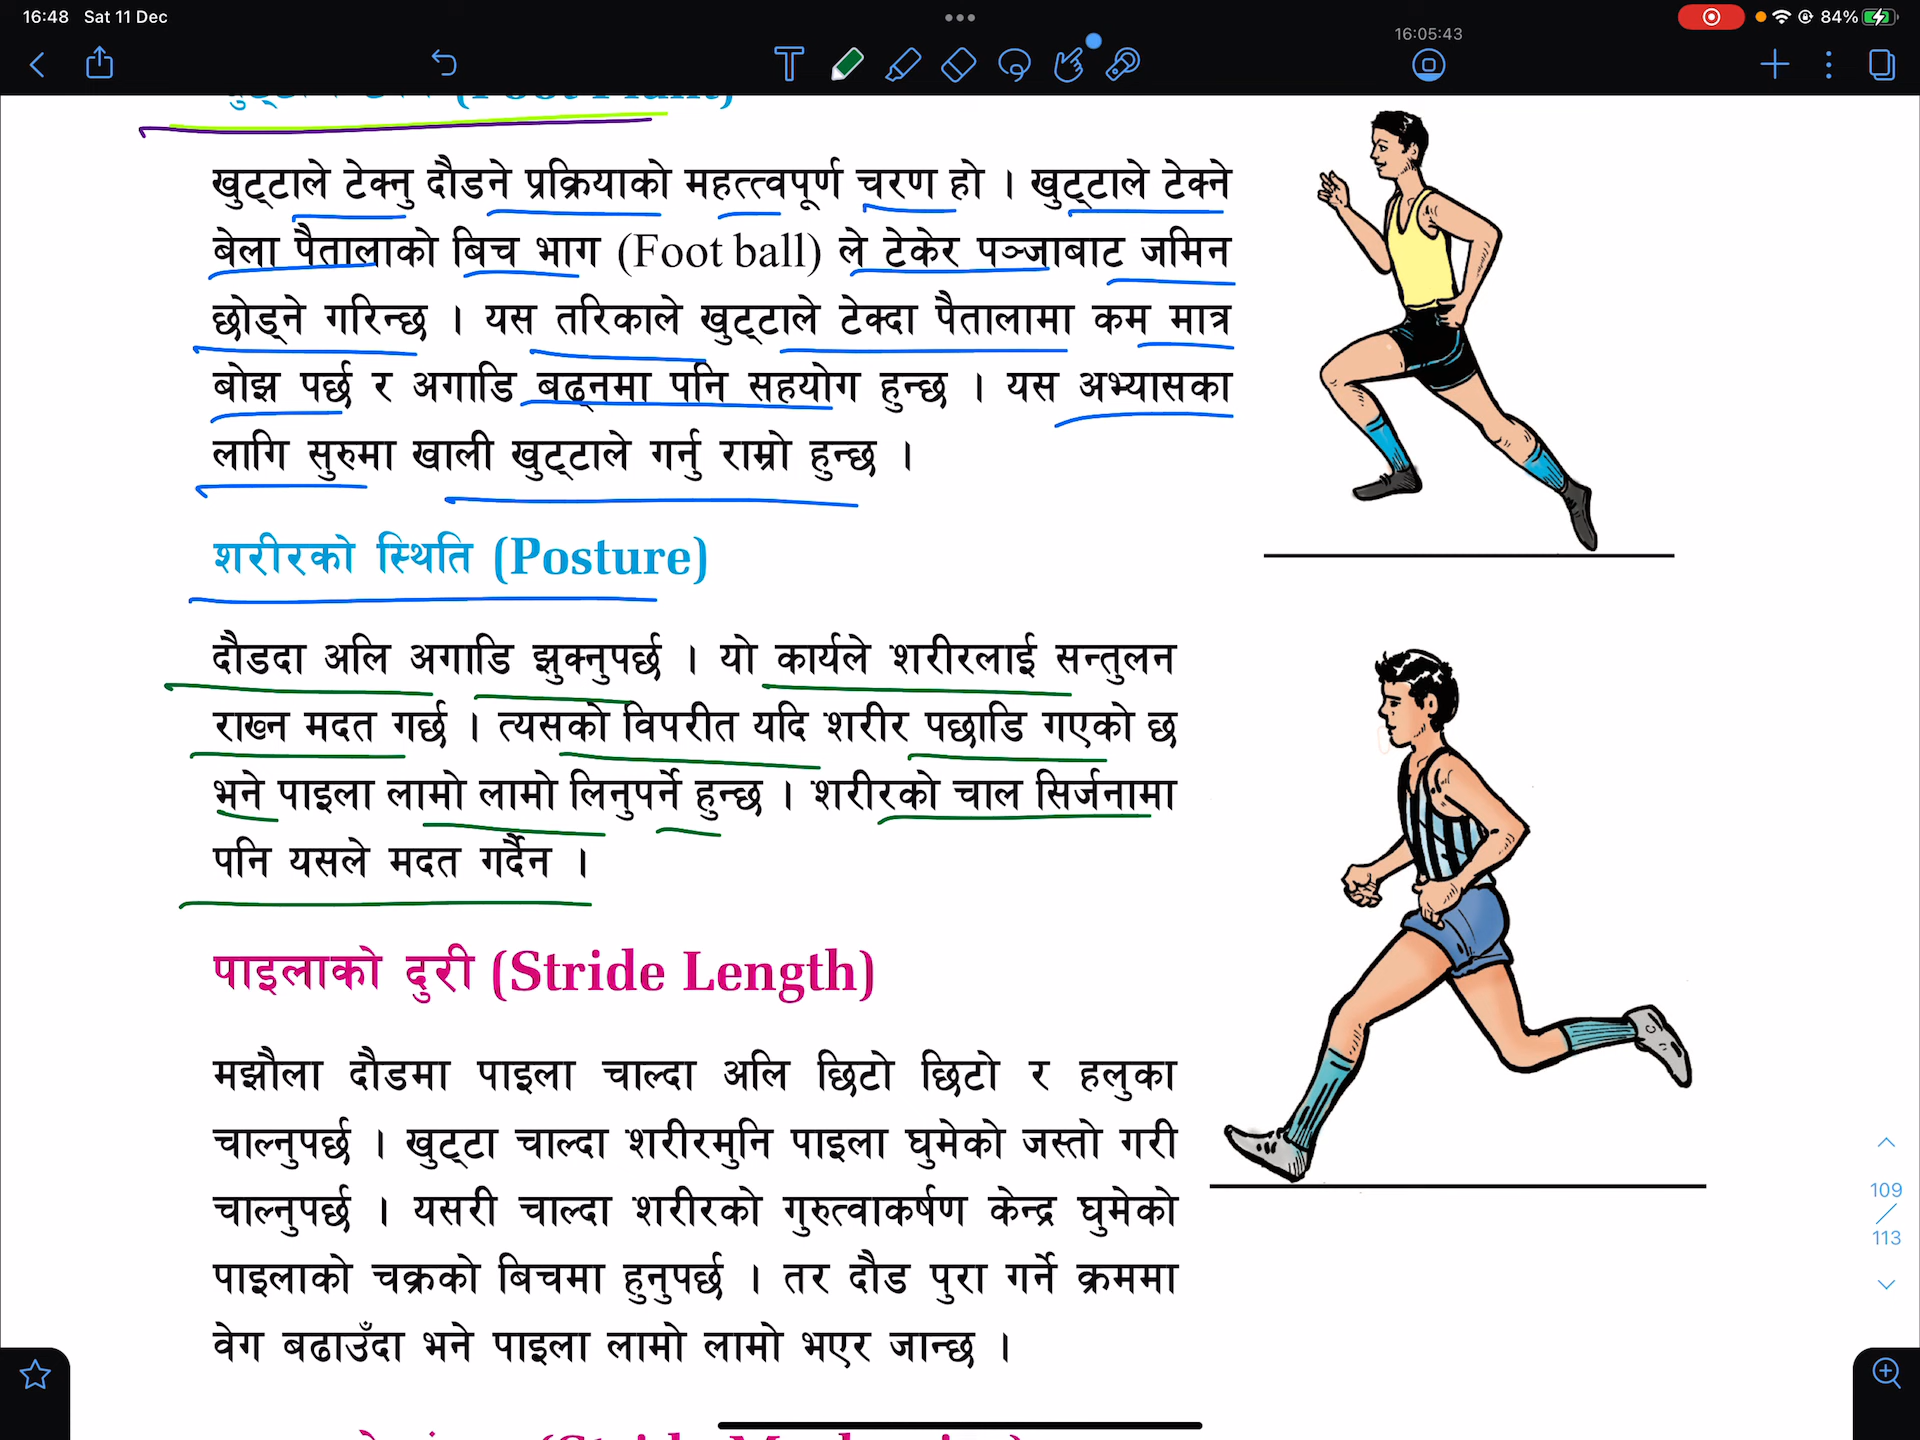 16:48 Sat 11 Dec
84%
16:05:43
(Foot Plant)
खुट्टाले टेक्नु दौडने प्रक्रियाको महत्त्वपूर्ण चरण हो । खुट्टाले टेक्ने
बेला पैतालाको बिच भाग (Foot ball) ले टेकेर पञ्जाबाट जमिन
छोड्ने गरिन्छ । यस तरिकाले खुट्टाले टेक्दा पैतालामा कम मात्र
बोझ पर्छ र अगाडि बढ्नमा पनि सहयोग हुन्छ । यस अभ्यासका
लागि सुरुमा खाली खुट्टाले गर्नु राम्रो हुन्छ ।
शरीरको स्थिति (Posture)
दौडदा अलि अगाडि झुक्नुपर्छ । यो कार्यले शरीरलाई सन्तुलन
राख्न मदत गर्छ । त्यसको विपरीत यदि शरीर पछाडि गएको छ
भने पाइला लामो लामो लिनुपर्ने हुन्छ । शरीरको चाल सिर्जनामा
पनि यसले मदत गर्दैन ।
पाइलाको दुरी (Stride Length)
मझौला दौडमा पाइला चाल्दा अलि छिटो छिटो र हलुका
चाल्नुपर्छ । खुट्टा चाल्दा शरीरमुनि पाइला घुमेको जस्तो गरी
चाल्नुपर्छ । यसरी चाल्दा शरीरको गुरुत्वाकर्षण केन्द्र घुमेको
पाइलाको चक्रको बिचमा हुनुपर्छ । तर दौड पुरा गर्ने क्रममा
वेग बढाउँदा भने पाइला लामो लामो भएर जान्छ ।
109
113